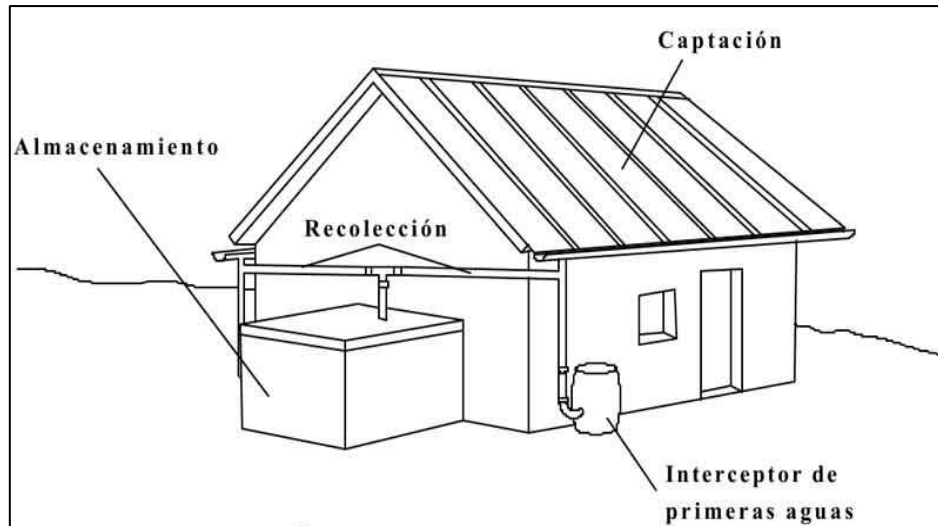 Captación
Almacenamiento
Recolección
Interceptor de
primeras aguas